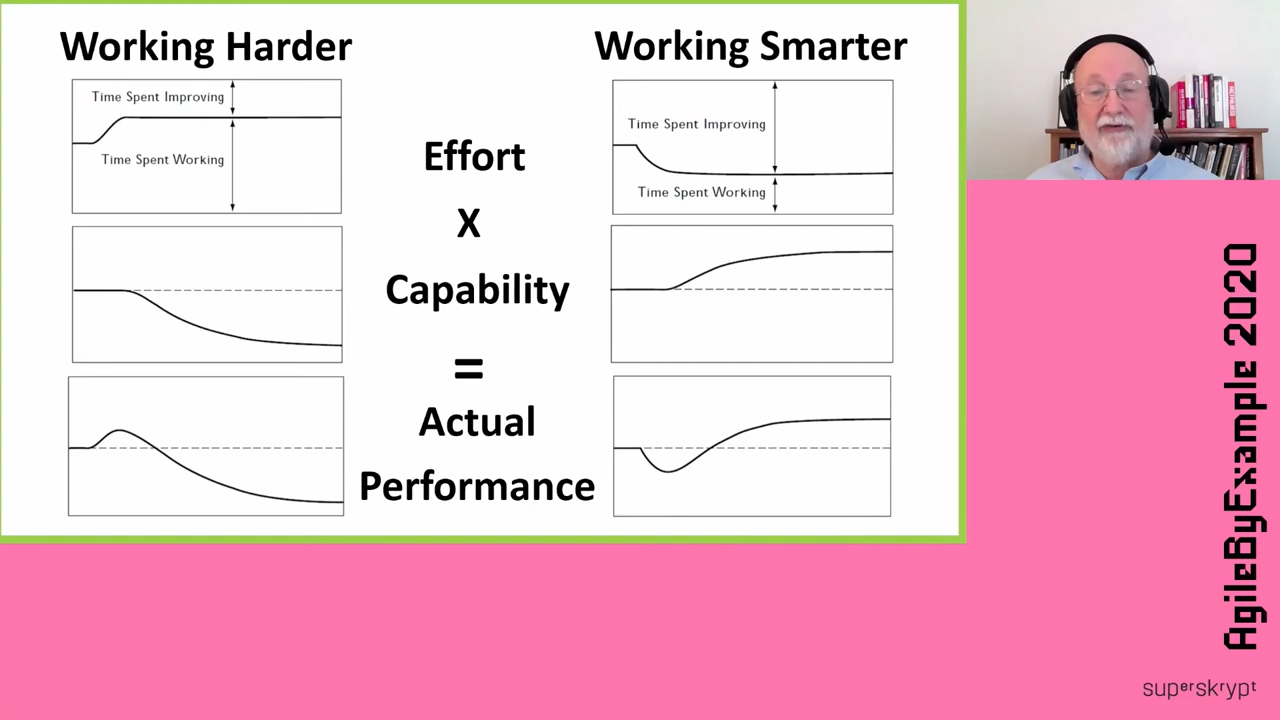 Working Harder
Working Smarter
Time Spent Improving
Time Spent Working
Effort
X
Capability
=
Actual
Performance
Time Spent Improving
Time Spent Working
AgileByExample 2020
superskrypt